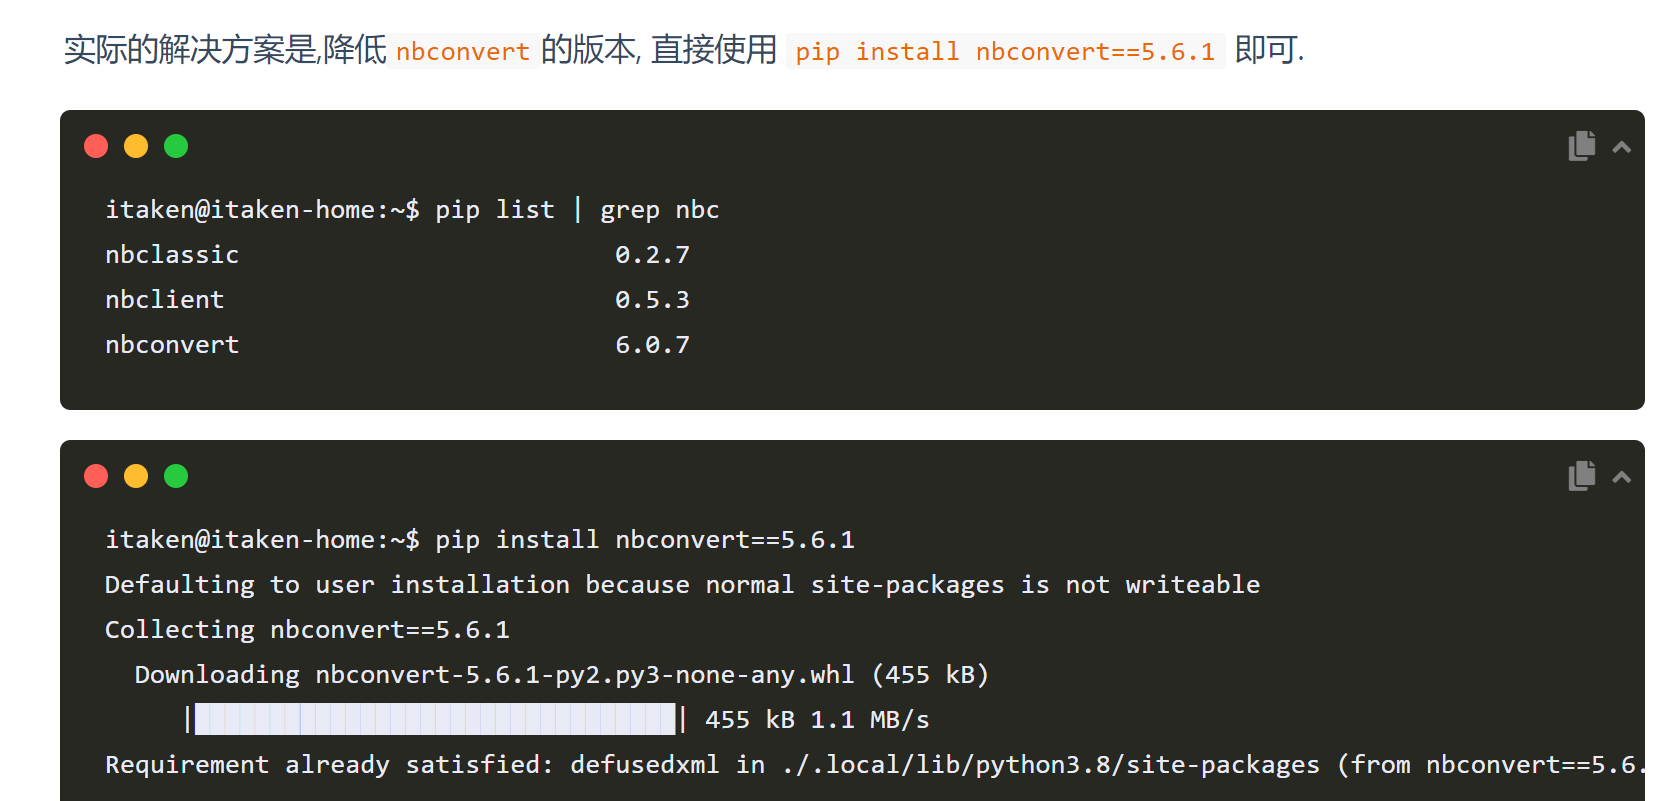 实际的解决方案是,降低 nbconvert 的版本, 直接使用 pip install nbconvert==5.6.1 即可.
itaken@itaken-home:~$ pip list | grep nbc
nbclassic                         0.2.7
nbclient                          0.5.3
nbconvert                         6.0.7
itaken@itaken-home:~$ pip install nbconvert==5.6.1
Defaulting to user installation because normal site-packages is not writeable
Collecting nbconvert==5.6.1
  Downloading nbconvert-5.6.1-py2.py3-none-any.whl (455 kB)
     |████████████████████████████████| 455 kB 1.1 MB/s
Requirement already satisfied: defusedxml in ./.local/lib/python3.8/site-packages (from nbconvert==5.6.